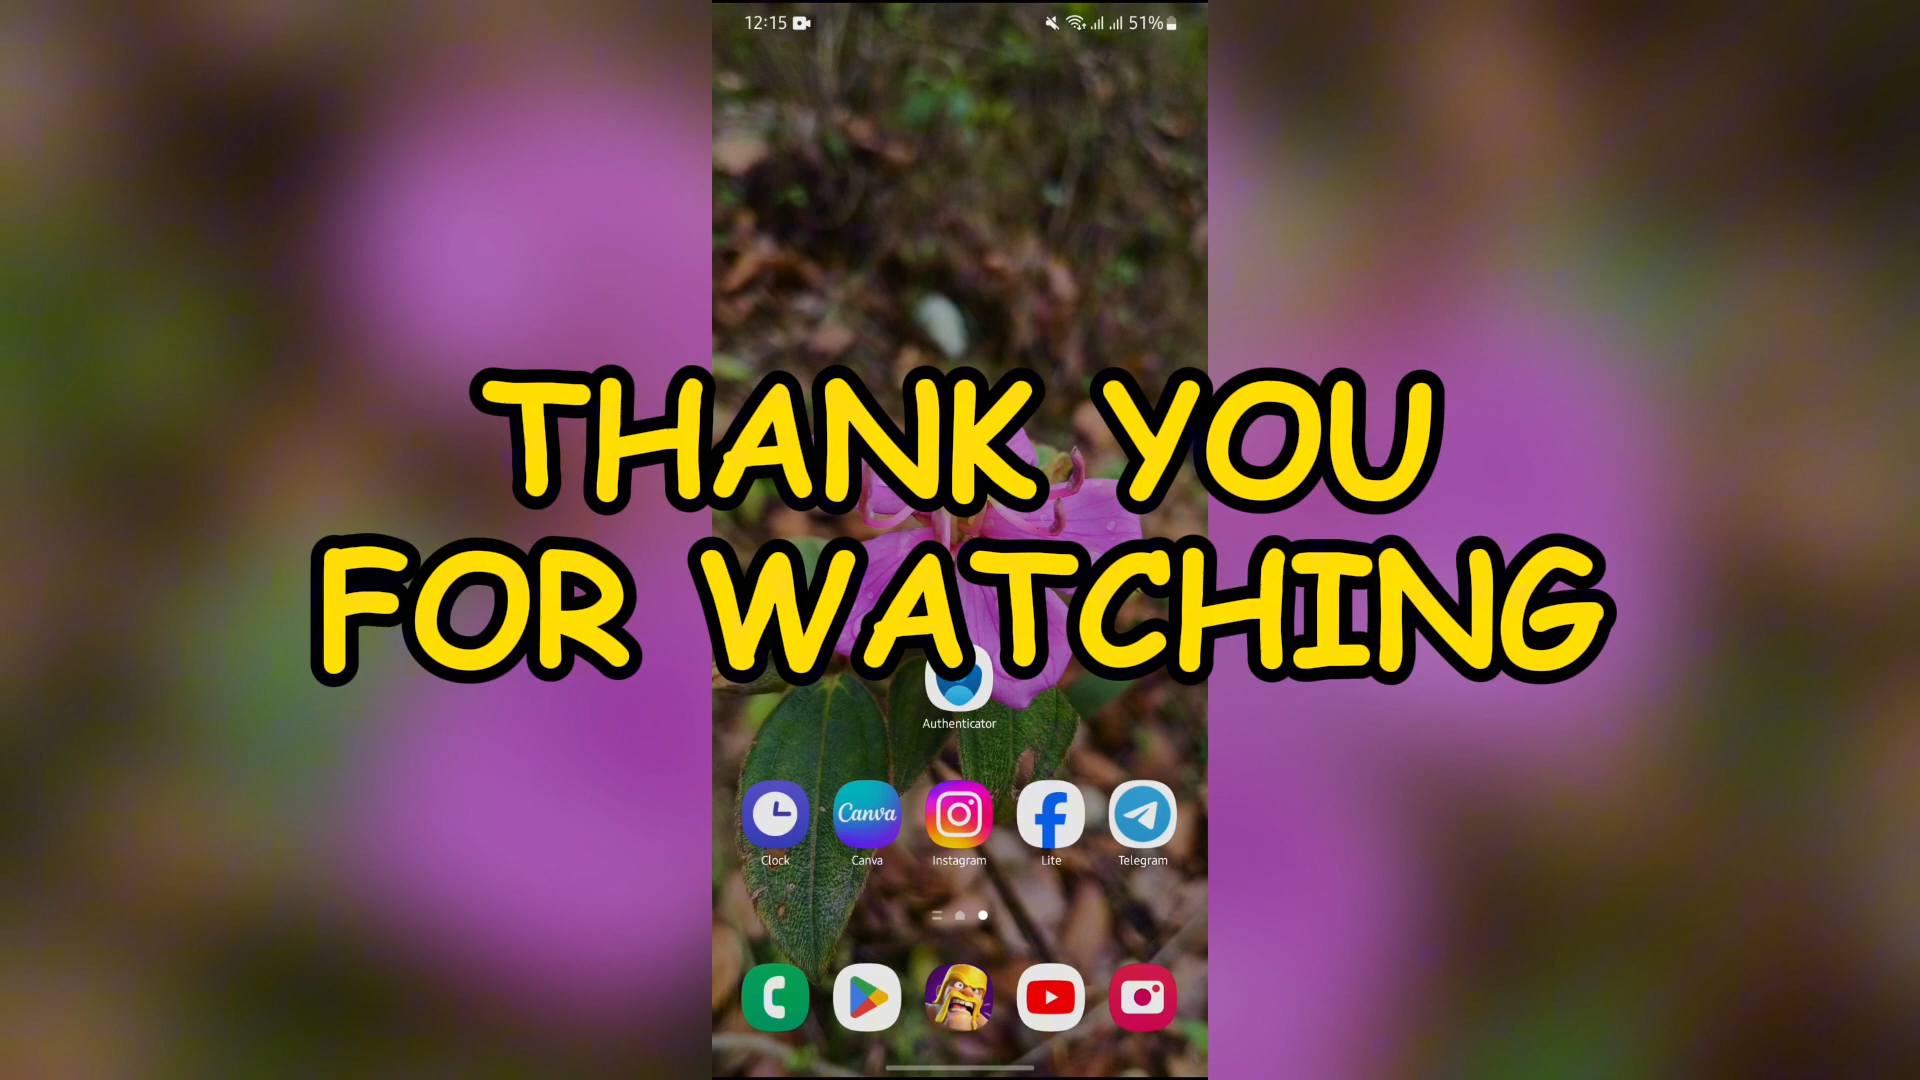 12:15
51%
THANK YOU
FOR WATCHING
Authenticator
Canva
Clock
Canva
Instagram
Lite
Telegram